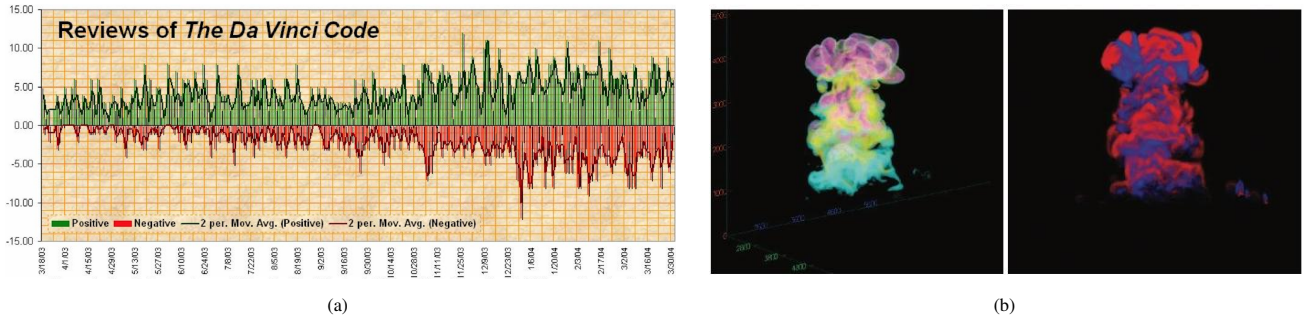 15.00
Reviews of The Da Vinci Code
10.00
5.00
0.00
-5.00
-10.00
Positive Negative 2 per. Mov. Avg. (Positive) 2 per. Mov. Avg. (Negative)
-15.00
3/18/03 4/1/03 4/15/03 4/29/03 5/13/03 5/27/03 6/10/03 6/24/03 7/8/03 7/22/03 8/5/03 8/19/03 9/2/03 9/16/03 9/30/03 10/14/03 10/28/03 11/11/03 11/25/03 12/9/03 12/23/03 1/6/04 1/20/04 2/3/04 2/17/04 3/2/04 3/16/04 3/30/04
(a)
(b)